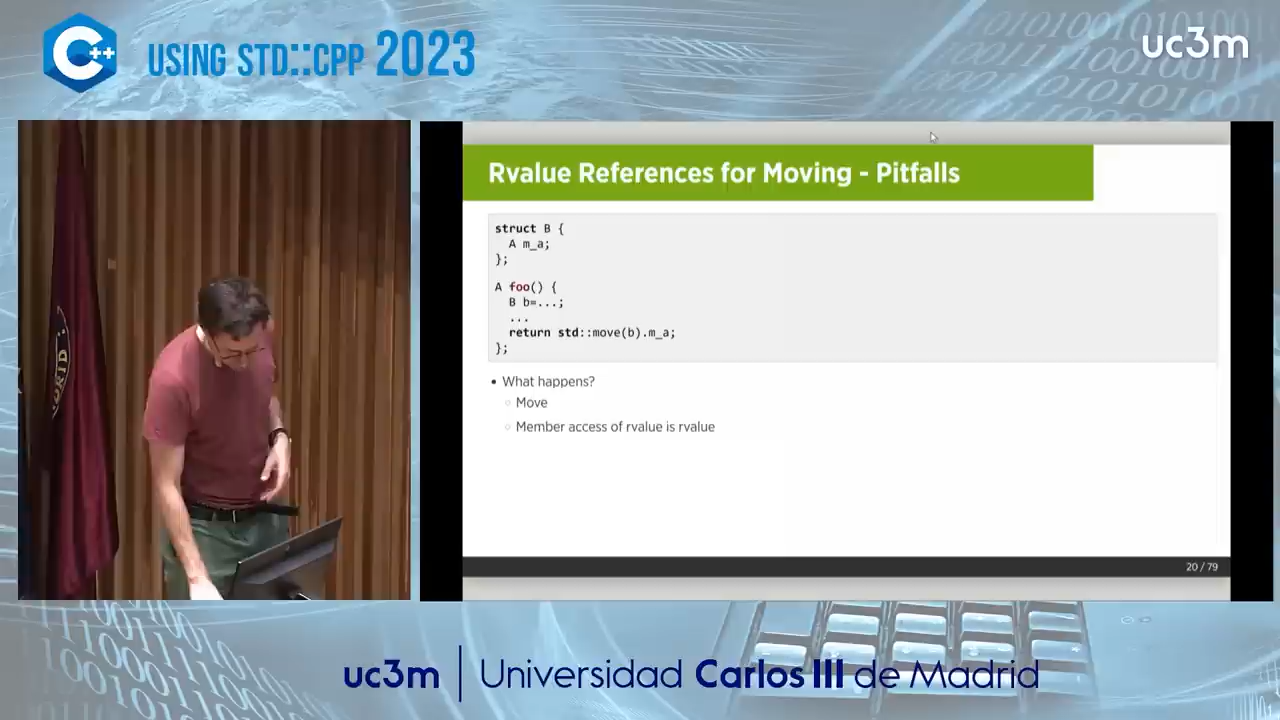 C++
USING STD::CPP 2023
uc3m
Rvalue References for Moving - Pitfalls
struct B {
A m_a;
};
A foo() {
B b=...;
...
return std::move(b).m_a;
};
• What happens?
○ Move
○ Member access of rvalue is rvalue
20 / 79
uc3m | Universidad Carlos III de Madrid